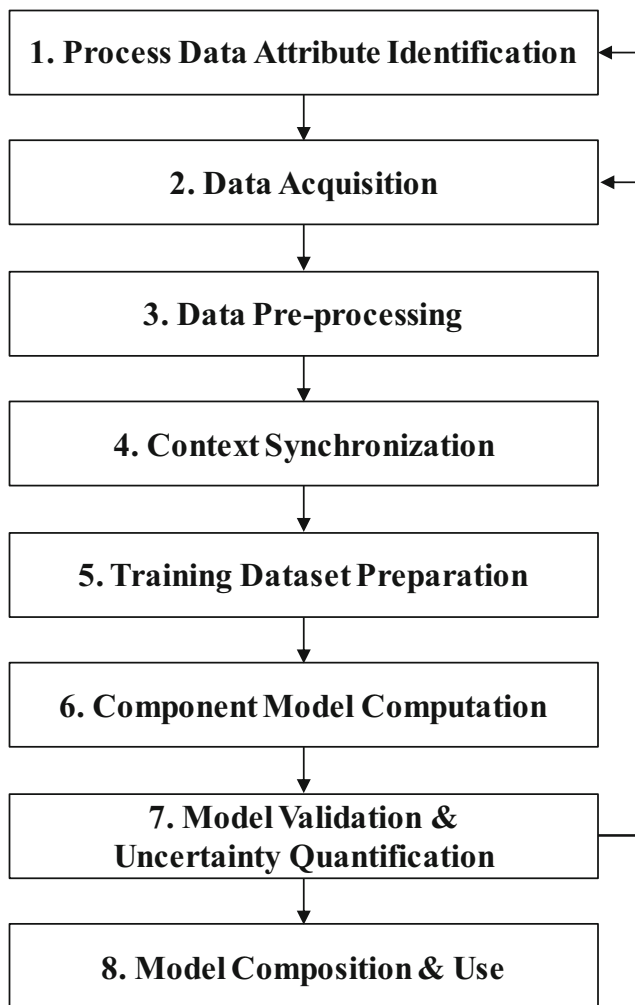 1. Process Data Attribute Identification
2. Data Acquisition
3. Data Pre-processing
4. Context Synchronization
5. Training Dataset Preparation
6. Component Model Computation
7. Model Validation &
Uncertainty Quantification
8. Model Composition & Use